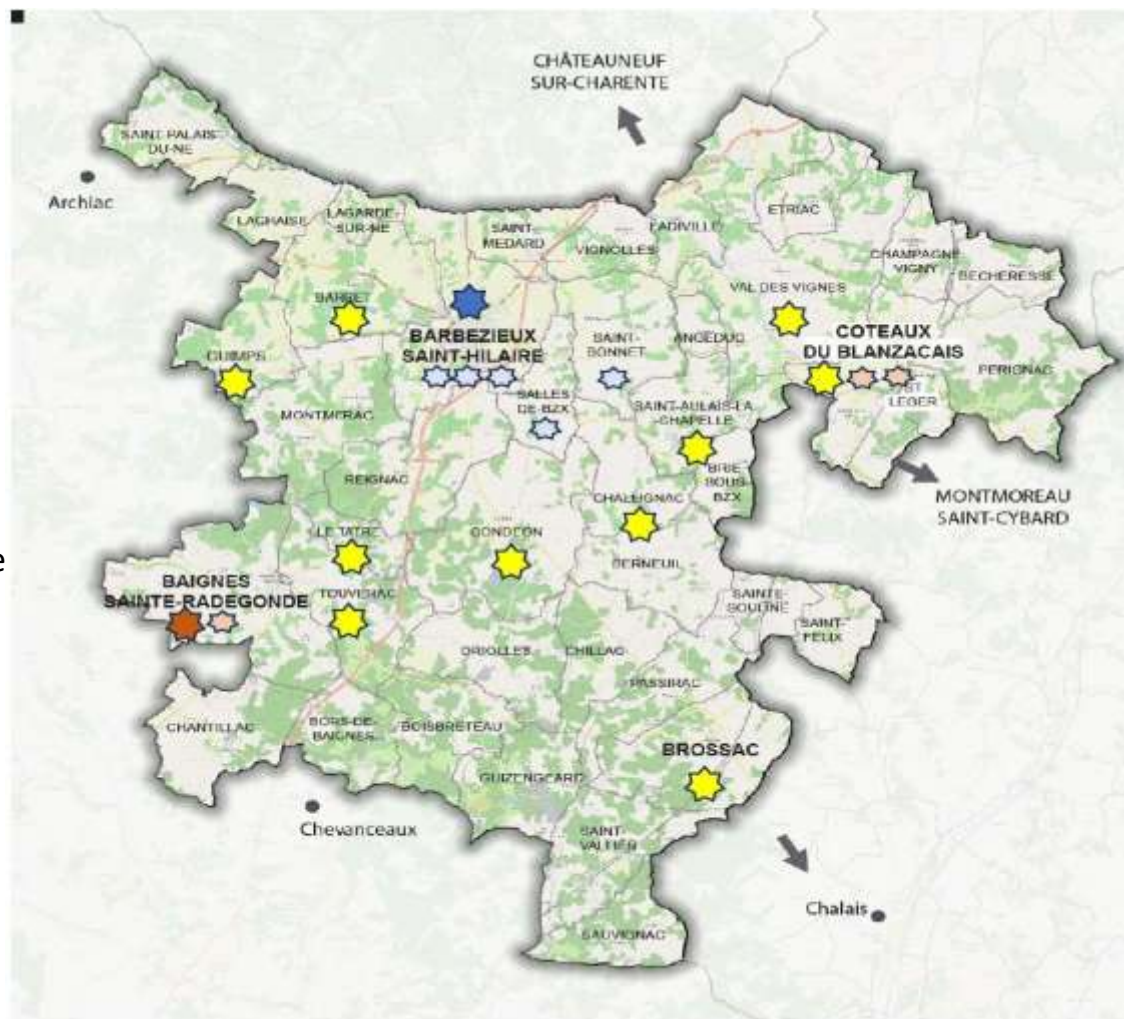 CHÂTEAUNEUF
SUR-CHARENTE
SAINT-PALAIS
DU-NE
Archiac
LACHAISE
LAGARDE-
SUR-NE
SAINT-
MEDARD
VIGNOLLES
LADIVILLE
ETRIAC
CHAMPAGNE
VIGNY
BECHERESSE
BARRET
VAL DES VIGNES
BARBEZIEUX
SAINT-HILAIRE
SAINT-
BONNET
ANGEDUC
COTEAUX
DU BLANZACAIS
GUIMPS
PERIGNAC
ST
LEGER
MONTMERAC
SALLES
DE-BZX
SAINT-AULAIS-LA
CHAPELLE
REIGNAC
BRIE
SOUS
BZX
CHALLIGNAC
MONTMOREAU
SAINT-CYBARD
LE TATRE
CONDEON
BERNEUIL
e
BAIGNES
SAINTE-RADEGONDE
TOUVERAC
SAINTE-
SOULINE
SAINT-
FELIX
ORIOLLES
CHILLAC
PASSIRAC
CHANTILLAC
BORS-DE-
BAIGNES
BOISBRETEAU
BROSSAC
GUIZENGEARD
Chevanceaux
SAINT-
VALLIER
Chalais
SAUVIGNAC